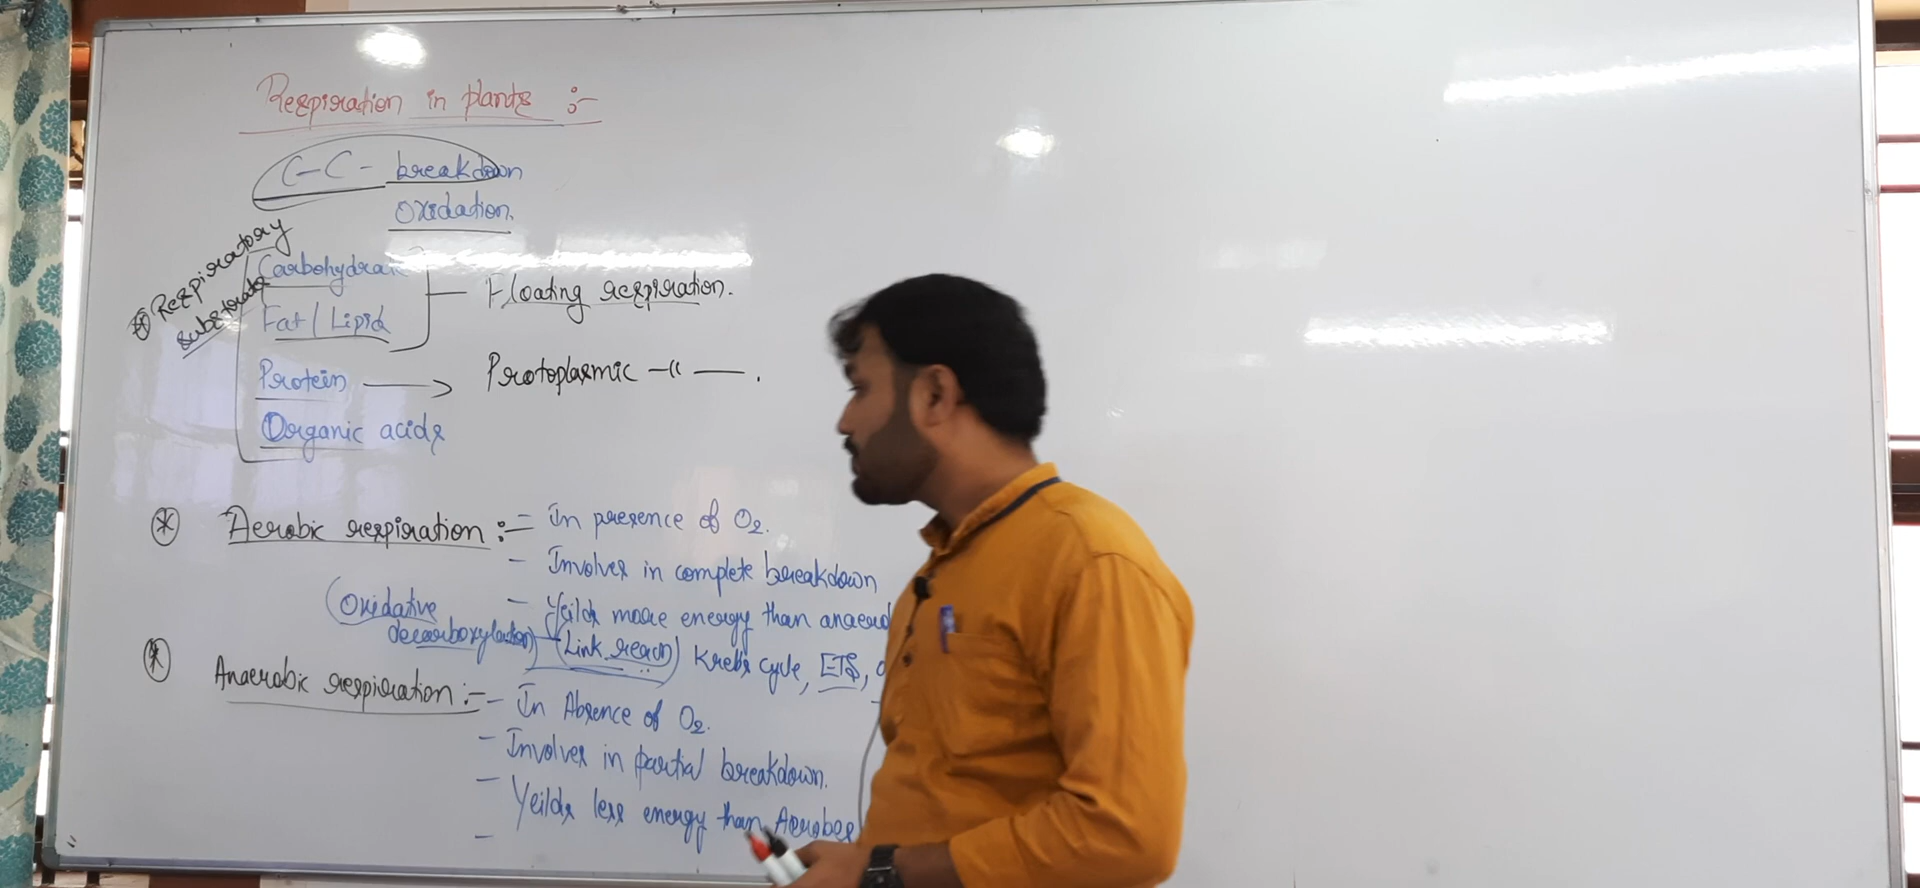 Respiration in plants :-
C-C- breakdown
Oxidation.
* Respiratory substrate
Carbohydra
Fat / Lipid
Floating respiration.
Protein → Protoplasmic -"- .
Organic acids
* Aerobic respiration :- - In presence of O2.
- Involves in complete breakdown
- Yeilds more energy than anaerob
(Oxidative decarboxylation) - (Link reacn) Krebs cycle, ETS,
* Anaerobic respiration :- - In Absence of O2.
- Involves in partial breakdown.
- Yeilds less energy than Aerobes
-